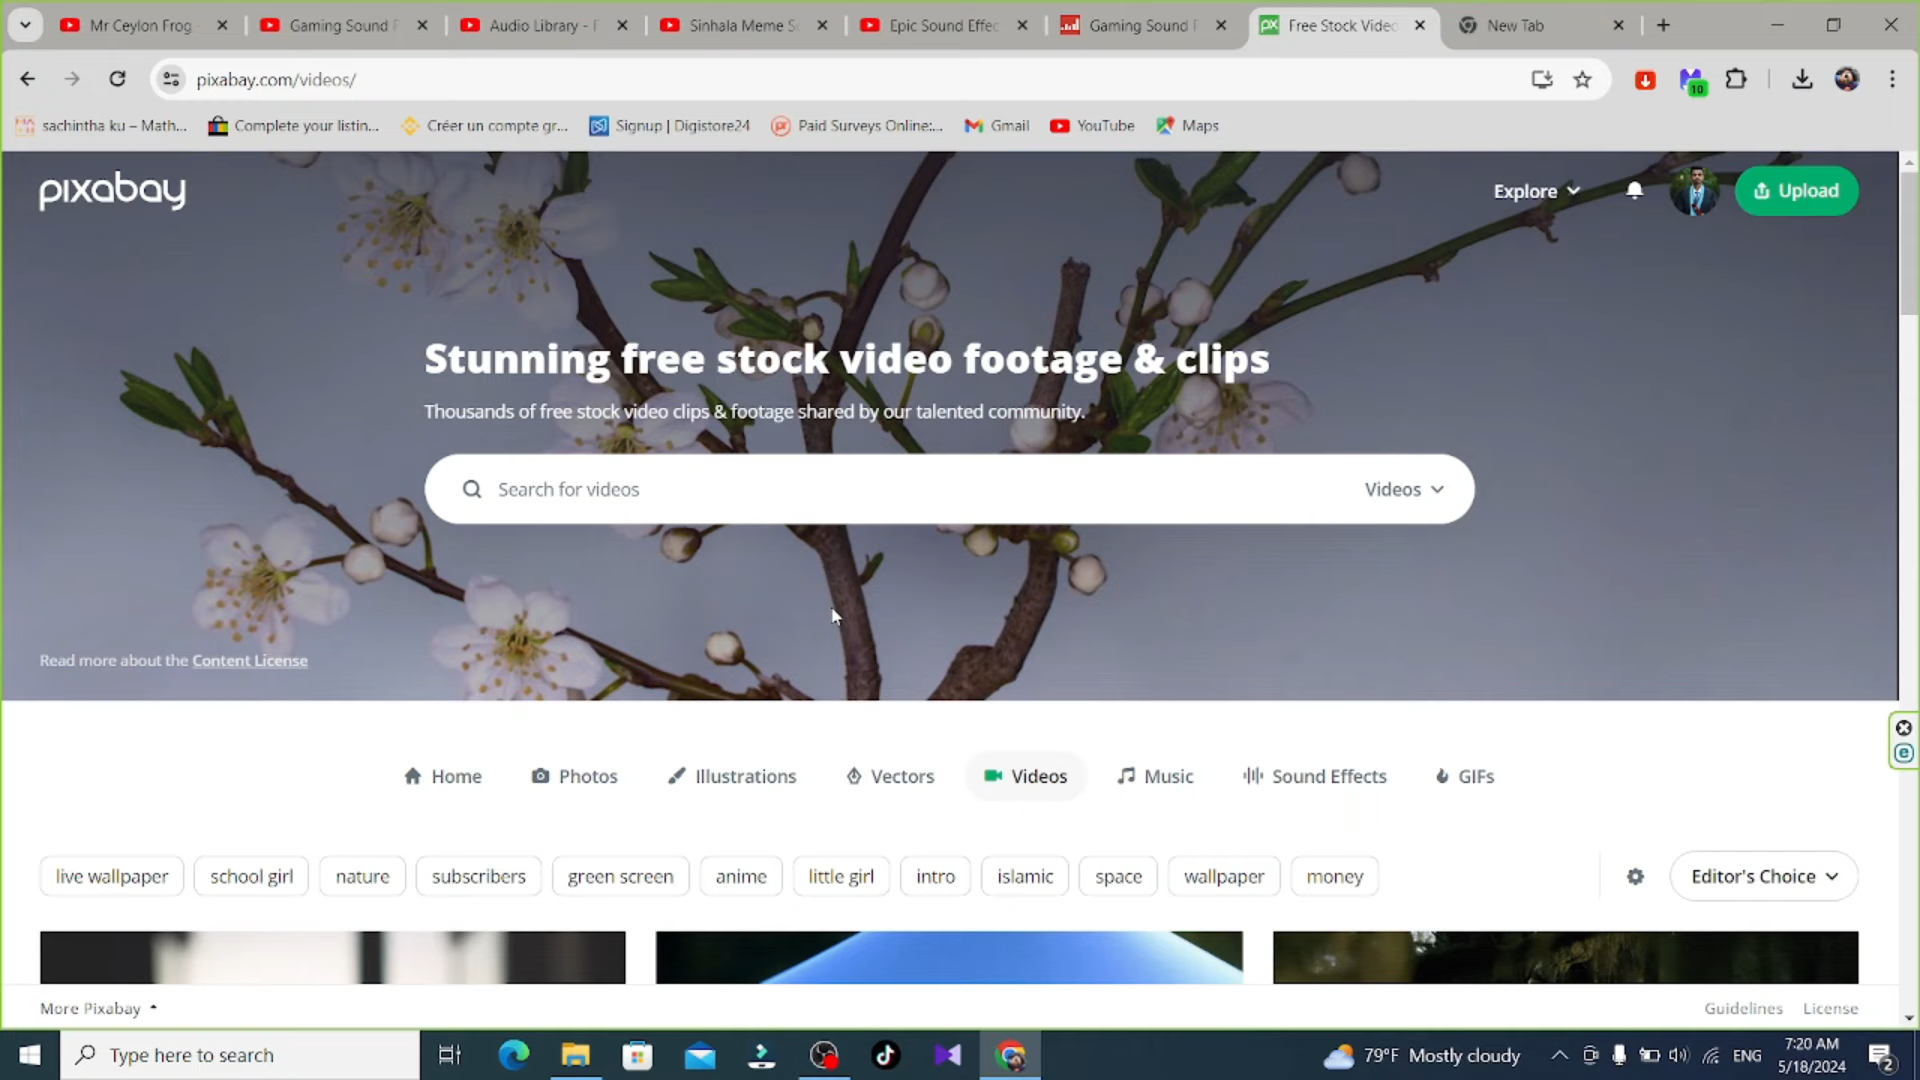 Mr Ceylon Frog
Gaming Sound
Audio Library -
Sinhala Meme S
Epic Sound Effec
Gaming Sound
Free Stock Video
New Tab
pixabay.com/videos/
10
sachintha ku – Math...
Complete your listin...
Créer un compte gr...
Signup | Digistore24
Paid Surveys Online:...
Gmail
YouTube
Maps
pixabay
Explore
Upload
Stunning free stock video footage & clips
Thousands of free stock video clips & footage shared by our talented community.
Search for videos
Videos
Read more about the Content License
Home
Photos
Illustrations
Vectors
Videos
Music
Sound Effects
GIFs
live wallpaper
school girl
nature
subscribers
green screen
anime
little girl
intro
islamic
space
wallpaper
money
Editor's Choice
More Pixabay
Guidelines
License
Type here to search
79°F Mostly cloudy
ENG
7:20 AM
5/18/2024
2